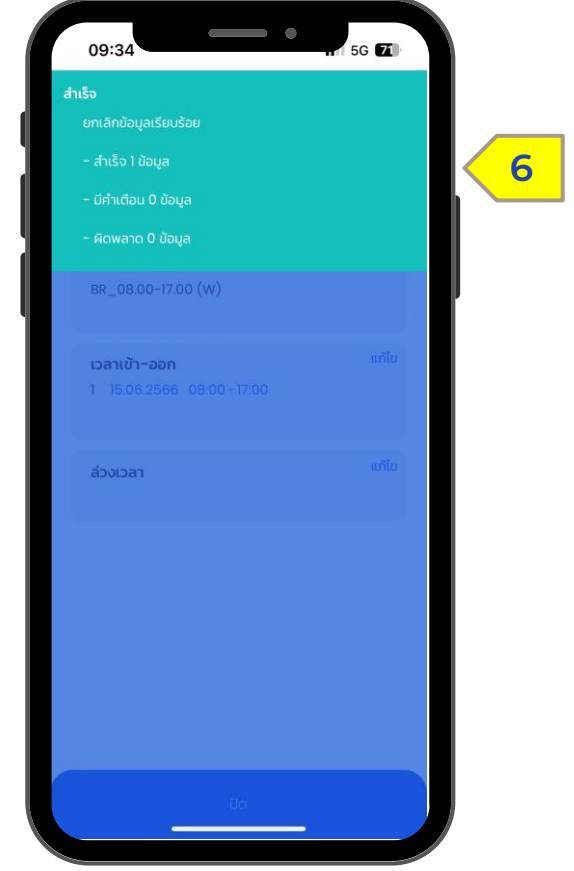 09:34
5G 71
สำเร็จ
ยกเลิกข้อมูลเรียบร้อย
- สำเร็จ 1 ข้อมูล
- มีคำเตือน 0 ข้อมูล
- ผิดพลาด 0 ข้อมูล
6
BR_08.00-17.00 (W)
เวลาเข้า-ออก
แก้ไข
1 15.06.2566 08:00 - 17:00
ล่วงเวลา
แก้ไข
ปิด